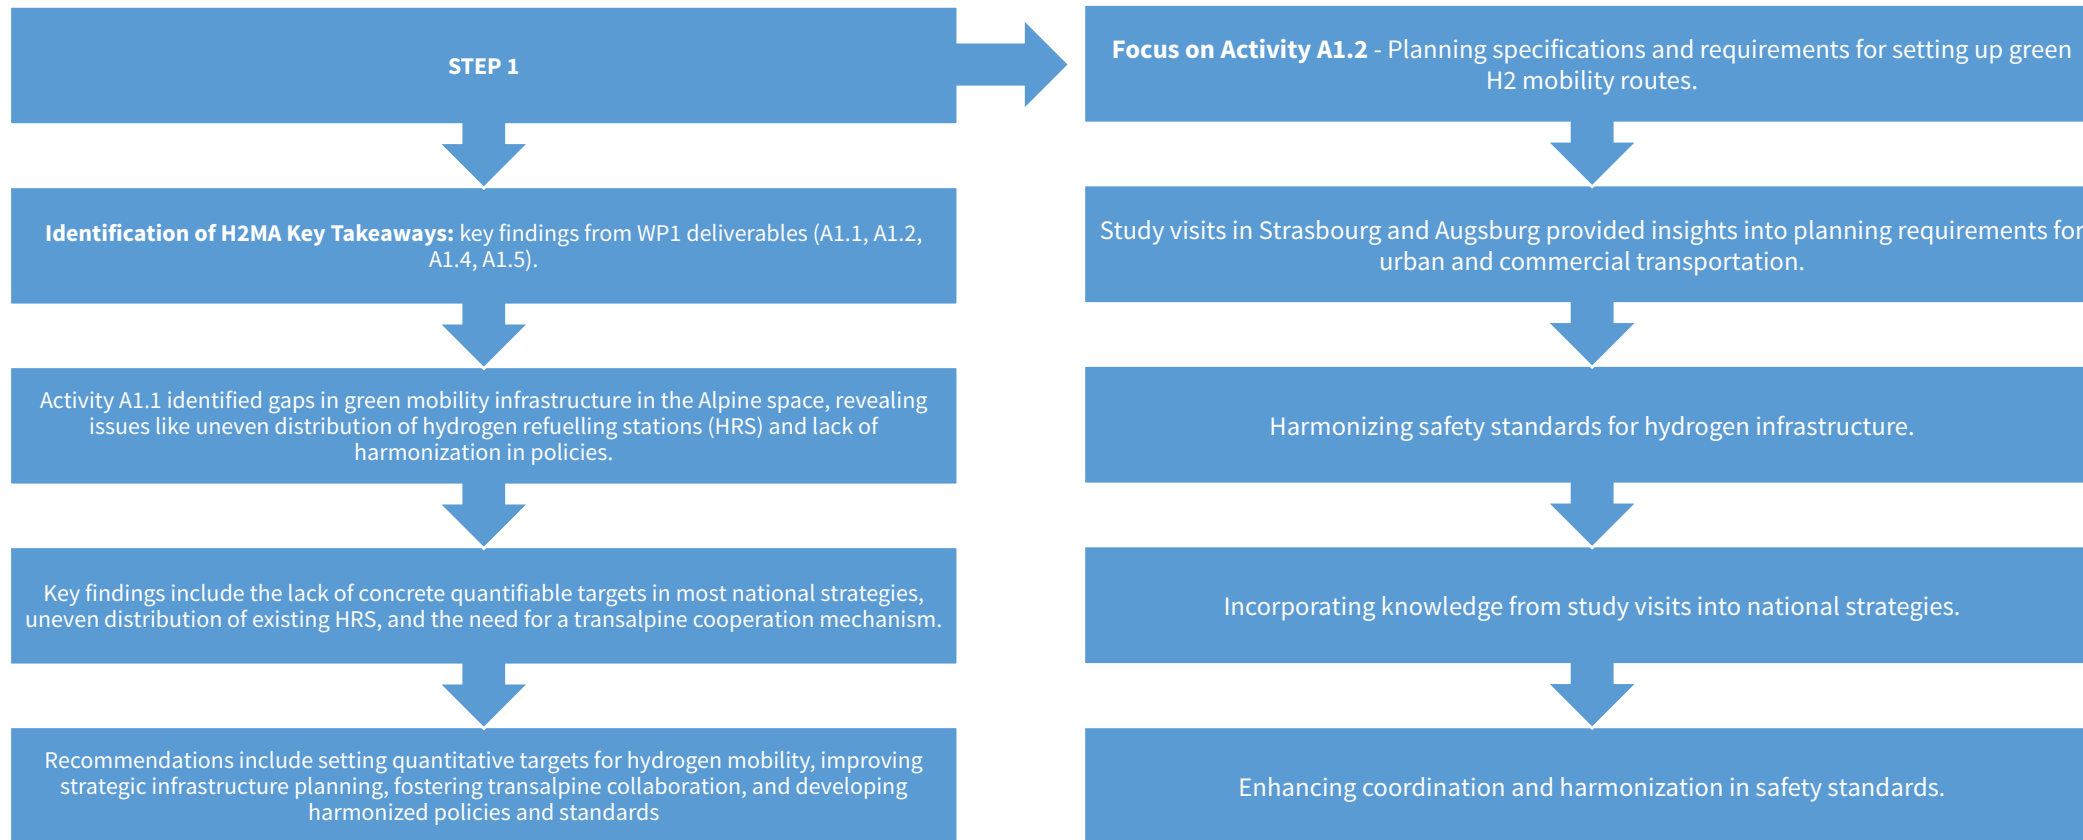 STEP 1
Identification of H2MA Key Takeaways: key findings from WP1 deliverables (A1.1, A1.2,
A1.4, A1.5).
Activity A1.1 identified gaps in green mobility infrastructure in the Alpine space, revealing
issues like uneven distribution of hydrogen refuelling stations (HRS) and lack of
harmonization in policies.
Key findings include the lack of concrete quantifiable targets in most national strategies,
uneven distribution of existing HRS, and the need for a transalpine cooperation mechanism.
Recommendations include setting quantitative targets for hydrogen mobility, improving
strategic infrastructure planning, fostering transalpine collaboration, and developing
harmonized policies and standards
Focus on Activity A1.2 - Planning specifications and requirements for setting up green
H2 mobility routes.
Study visits in Strasbourg and Augsburg provided insights into planning requirements for
urban and commercial transportation.
Harmonizing safety standards for hydrogen infrastructure.
Incorporating knowledge from study visits into national strategies.
Enhancing coordination and harmonization in safety standards.